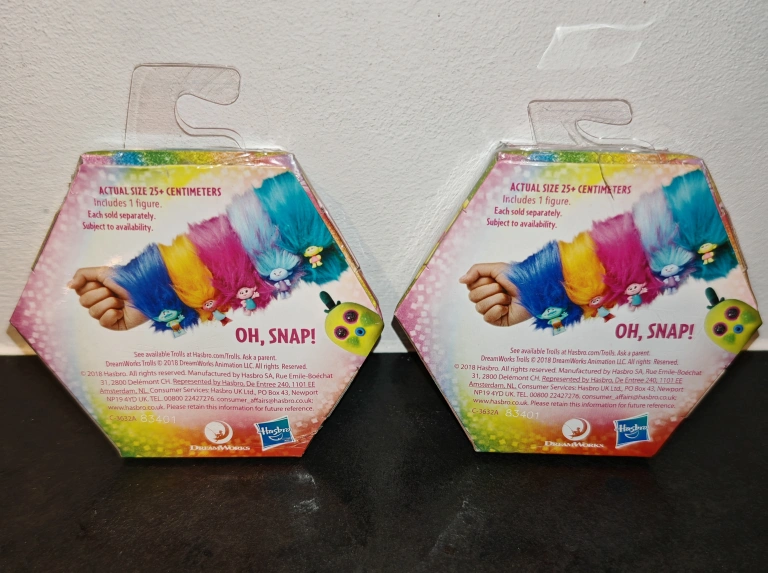 ACTUAL SIZE 25+ CENTIMETERS
Includes 1 figure.
Each sold separately.
Subject to availability.
OH, SNAP!
See available Trolls at Hasbro.com/Trolls. Ask a parent.
DreamWorks Trolls © 2018 DreamWorks Animation LLC. All Rights Reserved.
© 2018 Hasbro. All rights reserved. Manufactured by Hasbro SA, Rue Emile-Boéchat
31, 2800 Delémont CH. Represented by Hasbro, De Entree 240, 1101 EE
Amsterdam, NL. Consumer Services: Hasbro UK Ltd., PO Box 43, Newport
NP19 4YD UK. TEL. 00800 22427276. consumer_affairs@hasbro.co.uk;
www.hasbro.co.uk. Please retain this information for future reference.
C-3632A 83401
DREAMWORKS
Hasbro
ACTUAL SIZE 25+ CENTIMETERS
Includes 1 figure.
Each sold separately.
Subject to availability.
OH, SNAP!
See available Trolls at Hasbro.com/Trolls. Ask a parent.
DreamWorks Trolls © 2018 DreamWorks Animation LLC. All Rights Reserved.
© 2018 Hasbro. All rights reserved. Manufactured by Hasbro SA, Rue Emile-Boéchat
31, 2800 Delémont CH. Represented by Hasbro, De Entree 240, 1101 EE
Amsterdam, NL. Consumer Services: Hasbro UK Ltd., PO Box 43, Newport
NP19 4YD UK. TEL. 00800 22427276. consumer_affairs@hasbro.co.uk;
www.hasbro.co.uk. Please retain this information for future reference.
C-3632A 83401
DREAMWORKS
Hasbro